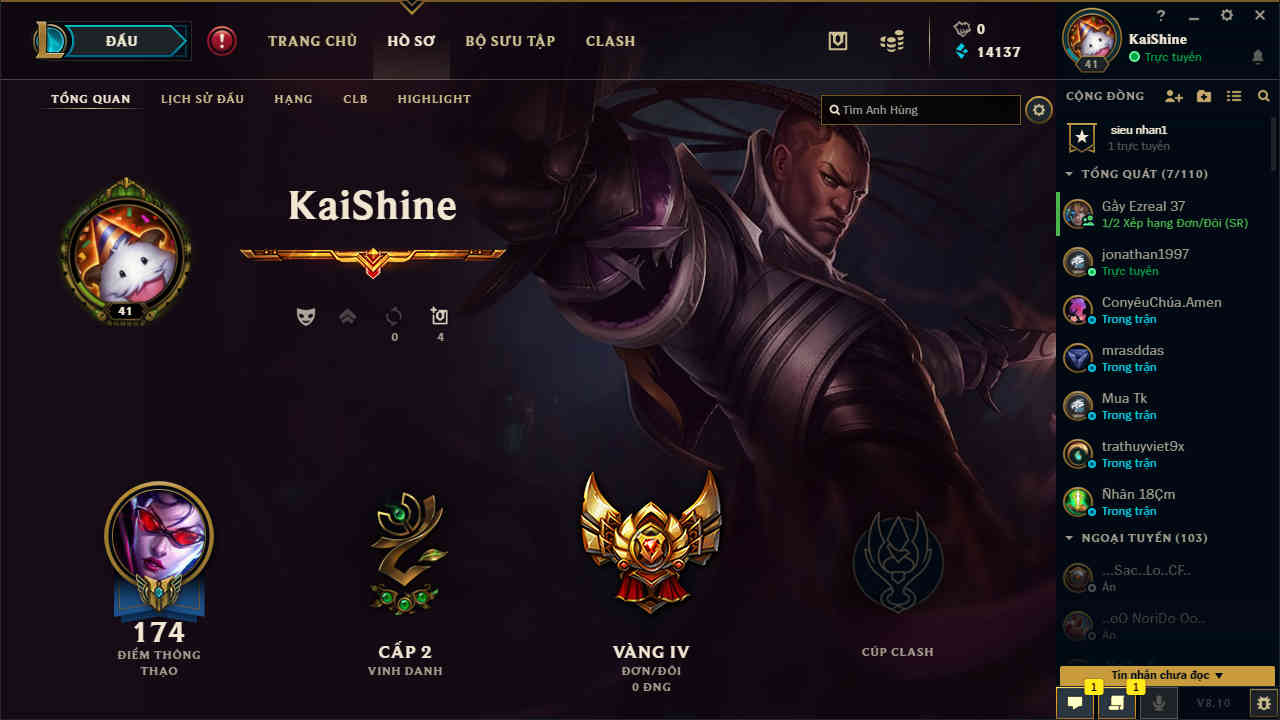 ĐẤU
TRANG CHỦ
HỒ SƠ
BỘ SƯU TẬP
CLASH
0
14137
?
KaiShine
Trực tuyến
41
TỔNG QUAN
LỊCH SỬ ĐẤU
HẠNG
CLB
HIGHLIGHT
Tìm Anh Hùng
CỘNG ĐỒNG
sieu nhan1
1 trực tuyến
TỔNG QUÁT (7/110)
Gầy Ezreal 37
1/2 Xếp hạng Đơn/Đôi (SR)
jonathan1997
Trực tuyến
ConyêuChúa.Amen
Trong trận
mrasddas
Trong trận
Mua Tk
Trong trận
trathuyviet9x
Trong trận
Ñhân 18Çm
Trong trận
NGOẠI TUYẾN (103)
...Sac..Lo..CF..
Ẩn
..oO NoriDo Oo..
Ẩn
Tin nhắn chưa đọc
1
1
V8.10
KaiShine
41
0
4
174
ĐIỂM THÔNG
THẠO
CẤP 2
VINH DANH
VÀNG IV
ĐƠN/ĐÔI
0 ĐNG
CÚP CLASH